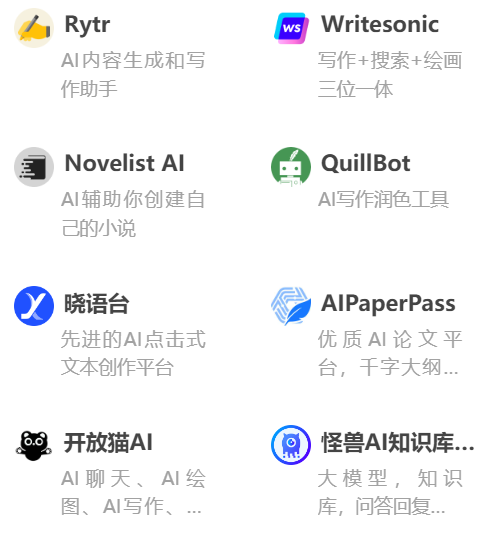 Rytr
AI内容生成和写
作助手
Writesonic
写作+搜索+绘画
三位一体
Novelist AI
AI辅助你创建自
己的小说
QuillBot
AI写作润色工具
晓语台
先进的AI点击式
文本创作平台
AIPaperPass
优质AI论文平
台，千字大纲...
开放猫AI
AI聊天、AI绘
图、AI写作、...
怪兽AI知识库...
大模型，知识
库，问答回复...